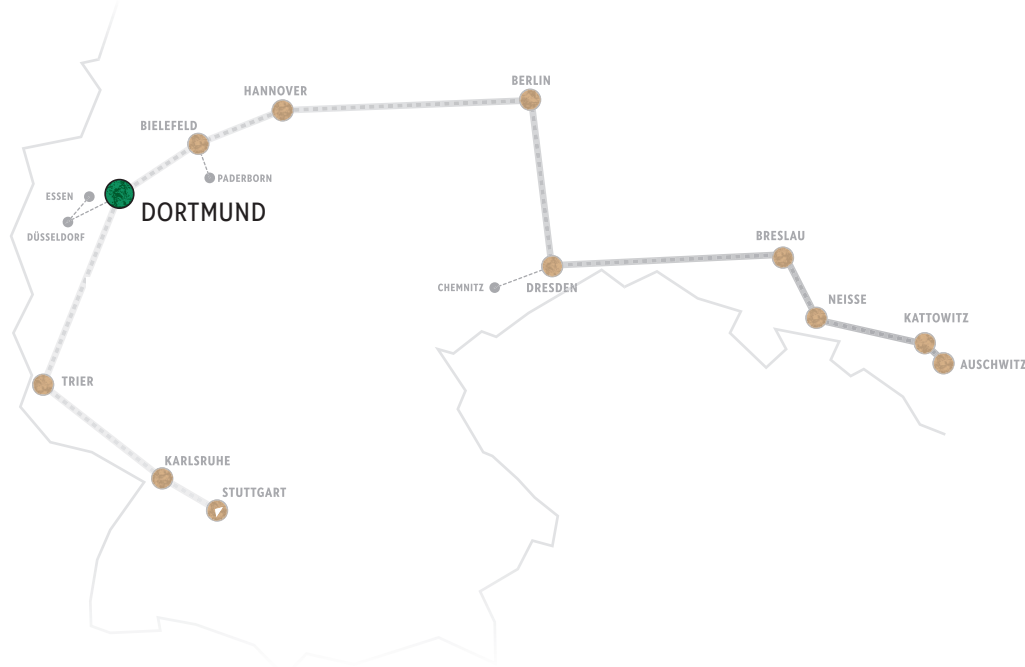 BERLIN
HANNOVER
BIELEFELD
PADERBORN
ESSEN
DORTMUND
DÜSSELDORF
BRESLAU
CHEMNITZ
DRESDEN
NEISSE
KATTOWITZ
AUSCHWITZ
TRIER
KARLSRUHE
STUTTGART